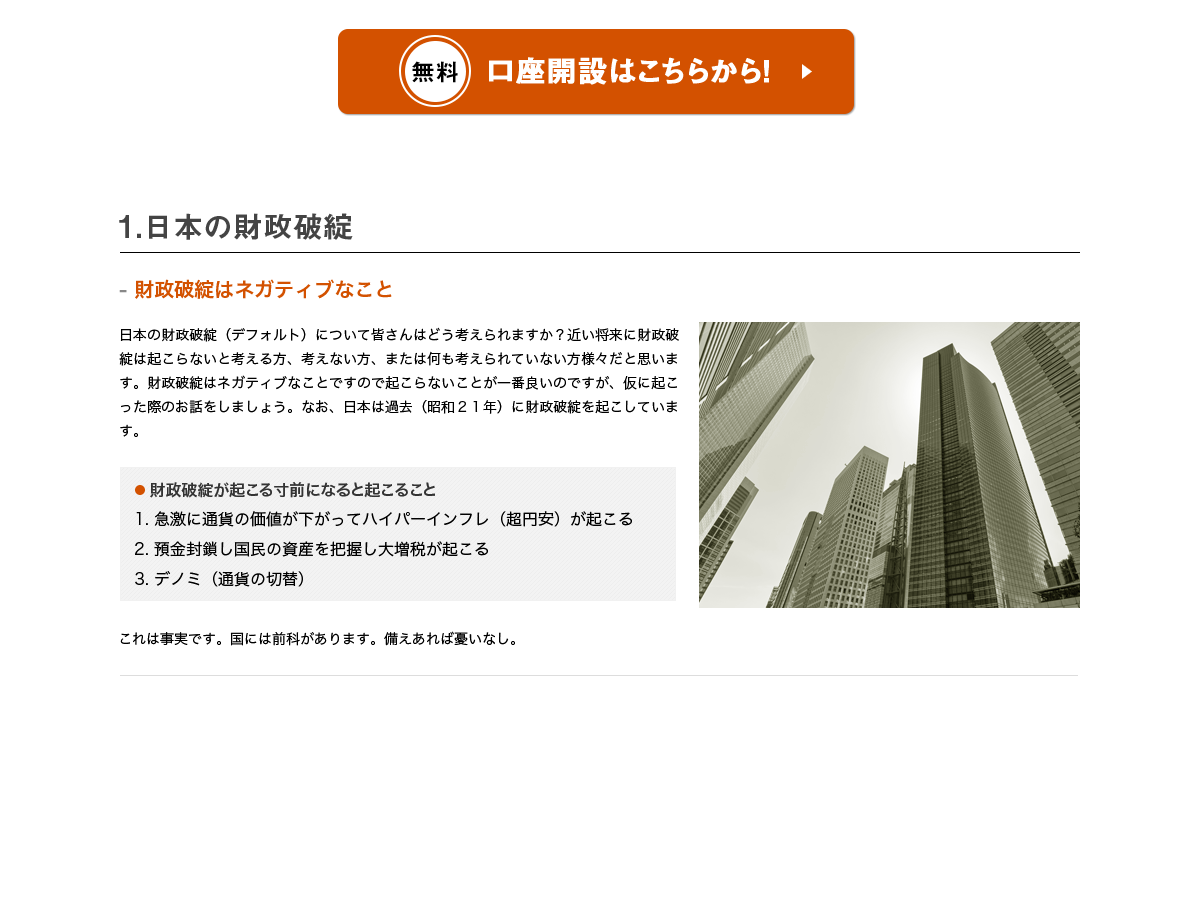 無料 口座開設はこちらから!
1.日本の財政破綻
- 財政破綻はネガティブなこと
日本の財政破綻（デフォルト）について皆さんはどう考えられますか？近い将来に財政破
綻は起こらないと考える方、考えない方、または何も考えられていない方様々だと思いま
す。財政破綻はネガティブなことですので起こらないことが一番良いのですが、仮に起こ
った際のお話をしましょう。なお、日本は過去（昭和２１年）に財政破綻を起こしていま
す。
● 財政破綻が起こる寸前になると起こること
1. 急激に通貨の価値が下がってハイパーインフレ（超円安）が起こる
2. 預金封鎖し国民の資産を把握し大増税が起こる
3. デノミ（通貨の切替）
これは事実です。国には前科があります。備えあれば憂いなし。